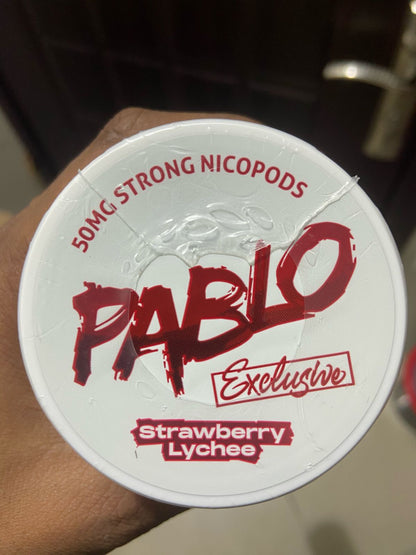 50MG STRONG NICOPODS
PABLO
Exclusive
Strawberry
Lychee